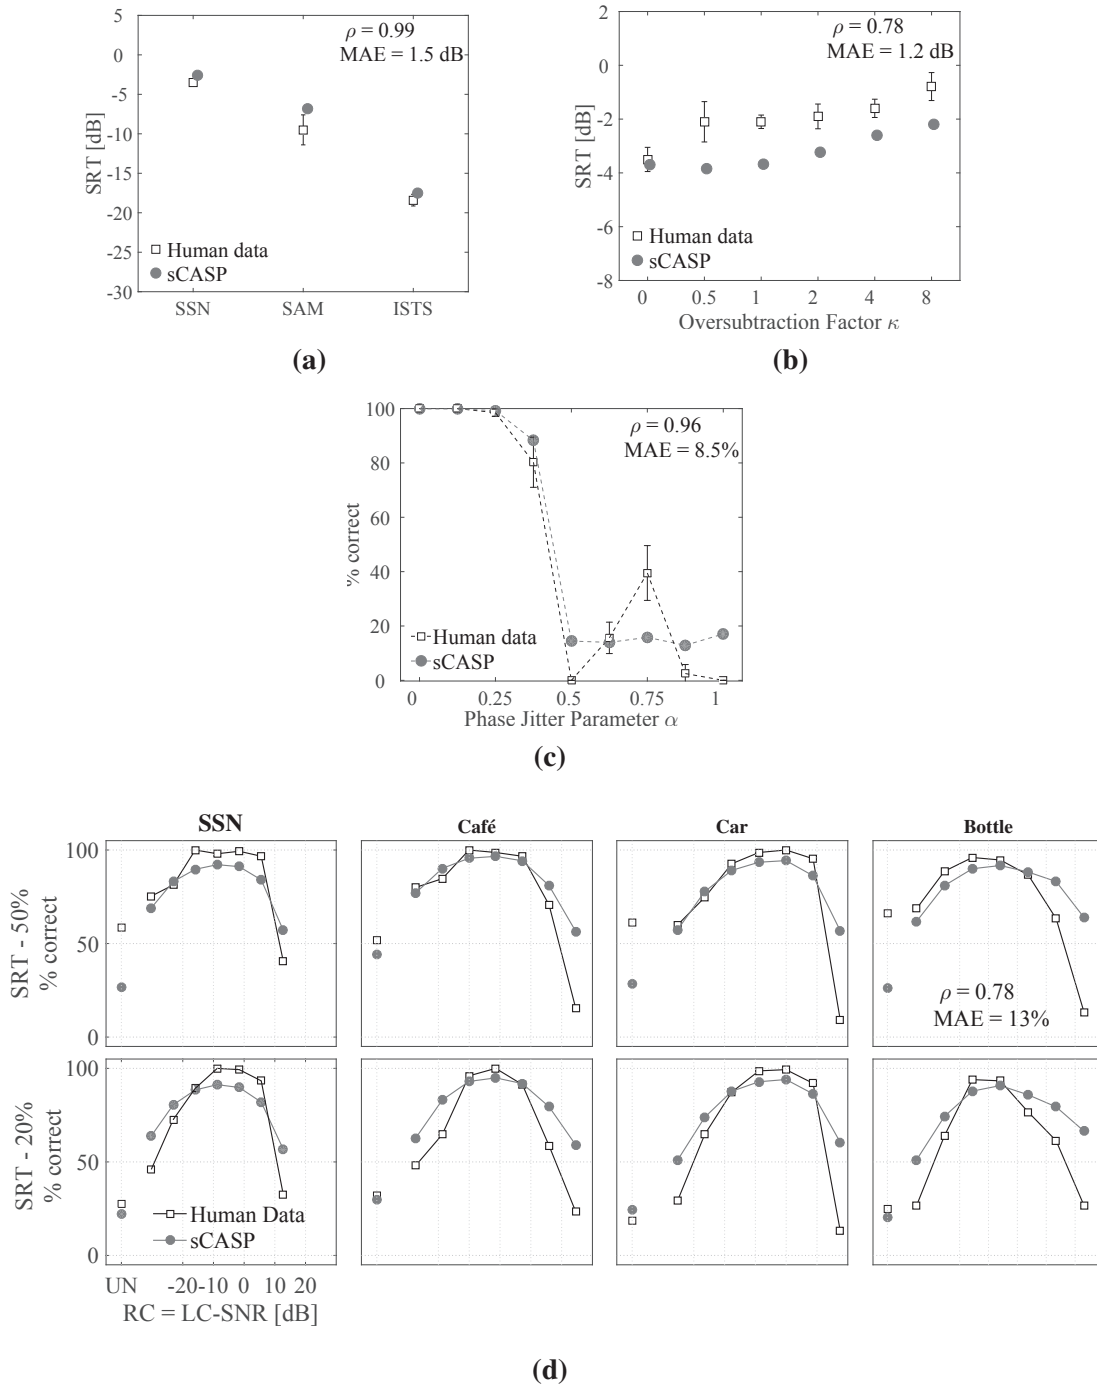 5
0
-5
-10
-15
-20
-25
-30
SRT [dB]
ρ = 0.99
MAE = 1.5 dB
Human data
sCASP
SSN SAM ISTS
(a)
2
0
-2
-4
-6
-8
SRT [dB]
ρ = 0.78
MAE = 1.2 dB
Human data
sCASP
0 0.5 1 2 4 8
Oversubtraction Factor κ
(b)
100
80
60
40
20
0
% correct
ρ = 0.96
MAE = 8.5%
Human data
sCASP
0 0.25 0.5 0.75 1
Phase Jitter Parameter α
(c)
SSN Café Car Bottle
SRT - 50%
% correct
100
50
0
ρ = 0.78
MAE = 13%
SRT - 20%
% correct
100
50
0
Human Data
sCASP
UN -20 -10 0 10 20
RC = LC-SNR [dB]
(d)